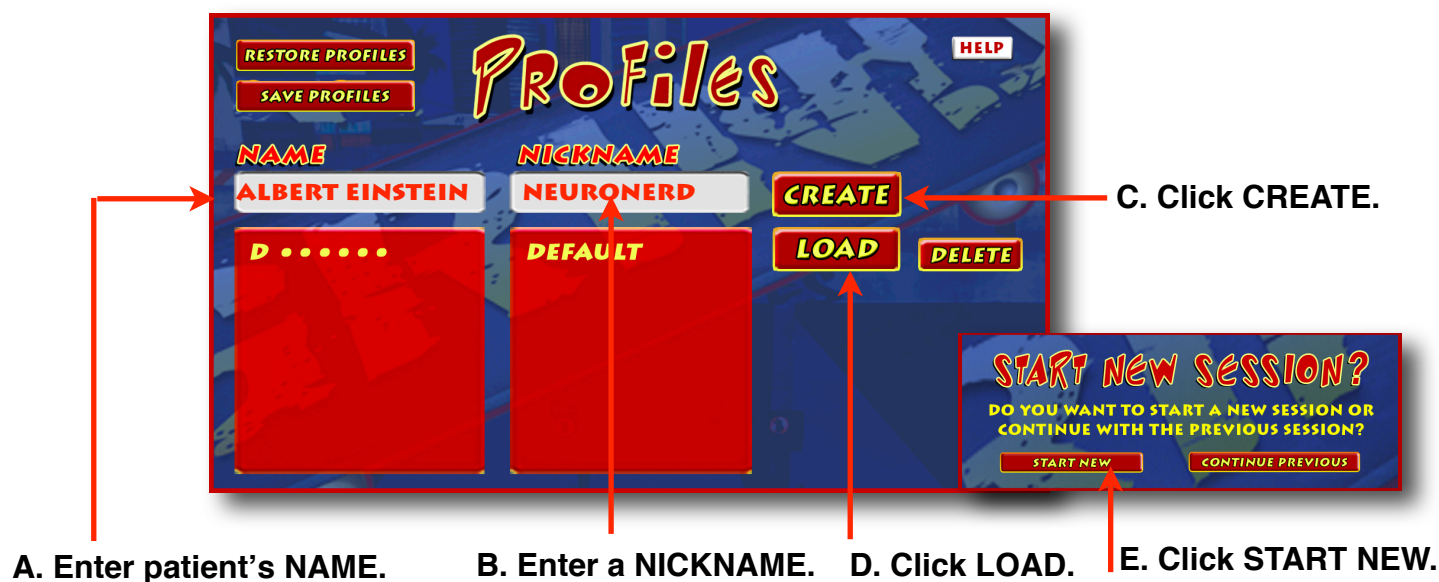 RESTORE PROFILES
PROFILES
HELP
SAVE PROFILES
NAME
NICKNAME
ALBERT EINSTEIN
NEURONERD
CREATE
C. Click CREATE.
D ••••••
DEFAULT
LOAD
DELETE
START NEW SESSION?
DO YOU WANT TO START A NEW SESSION OR
CONTINUE WITH THE PREVIOUS SESSION?
START NEW
CONTINUE PREVIOUS
A. Enter patient's NAME.
B. Enter a NICKNAME.
D. Click LOAD.
E. Click START NEW.